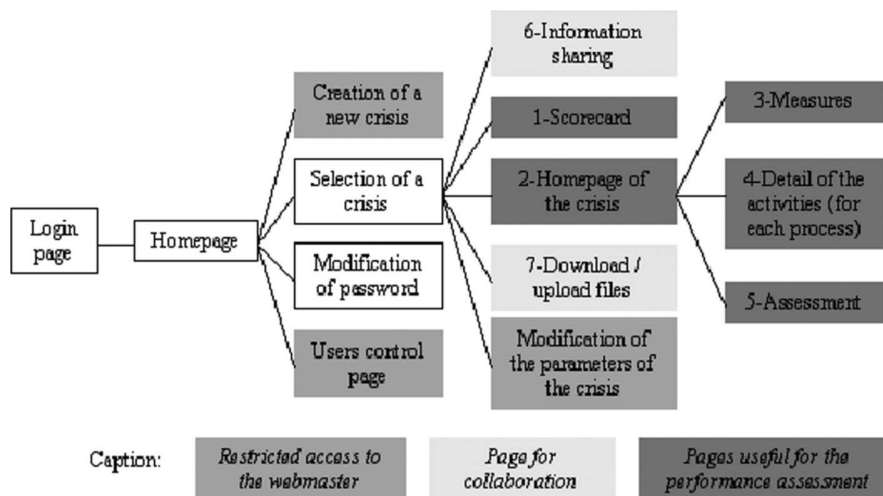 Login
page
Homepage
Creation of a
new crisis
Selection of a
crisis
Modification
of password
Users control
page
6-Information
sharing
1-Scorecard
2-Homepage of
the crisis
7-Download /
upload files
Modification of
the parameters of
the crisis
3-Measures
4-Detail of the
activities (for
each process)
5-Assessment
Caption:
Restricted access to
the webmaster
Page for
collaboration
Pages useful for the
performance assessment